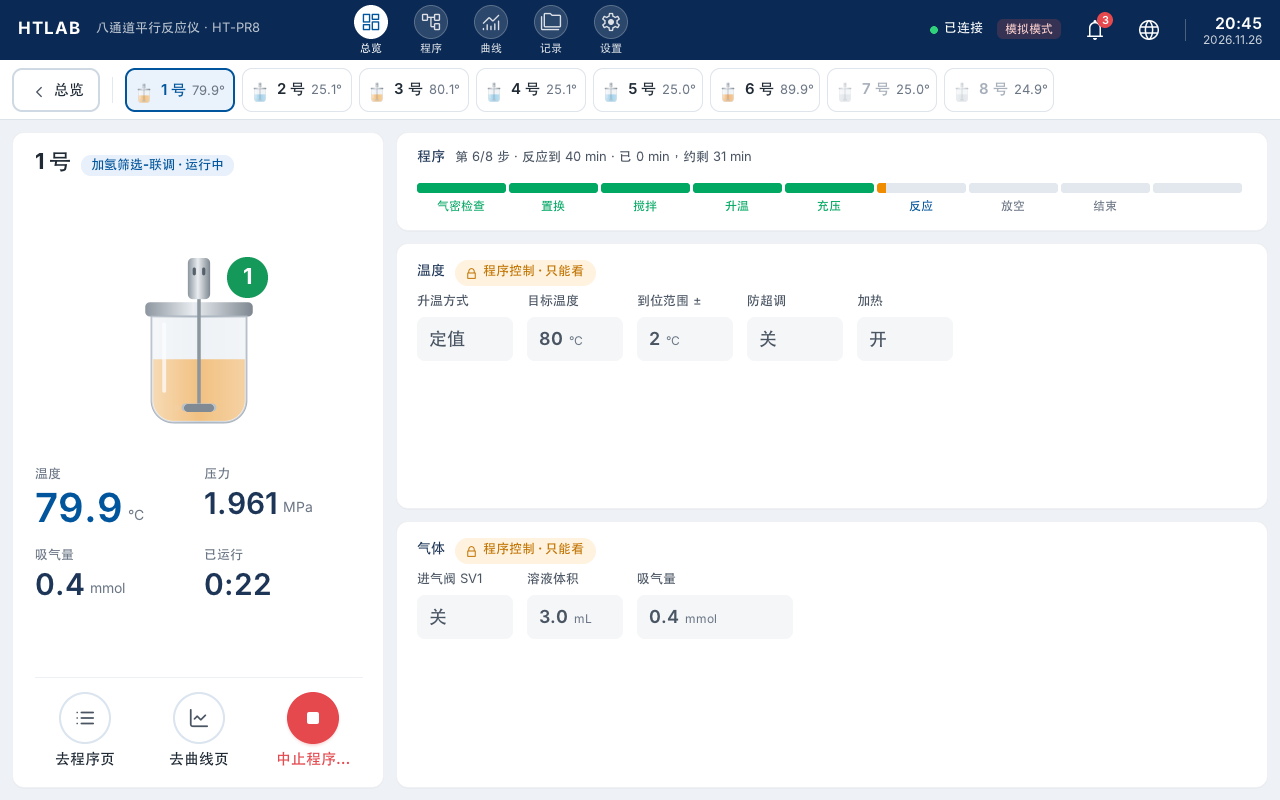 HTLAB 八通道平行反应仪 · HT-PR8
总览 程序 曲线 记录 设置
已连接 模拟模式 3
20:45
2026.11.26
总览 1 号 79.9° 2 号 25.1° 3 号 80.1° 4 号 25.1° 5 号 25.0° 6 号 89.9° 7 号 25.0° 8 号 24.9°
1 号 加氢筛选-联调 · 运行中
1
温度 压力
79.9 °C 1.961 MPa
吸气量 已运行
0.4 mmol 0:22
去程序页 去曲线页 中止程序...
程序 第 6/8 步 · 反应到 40 min · 已 0 min · 约剩 31 min
气密检查 置换 搅拌 升温 充压 反应 放空 结束
温度 程序控制 · 只能看
升温方式 目标温度 到位范围 ± 防超调 加热
定值 80 °C 2 °C 关 开
气体 程序控制 · 只能看
进气阀 SV1 溶液体积 吸气量
关 3.0 mL 0.4 mmol